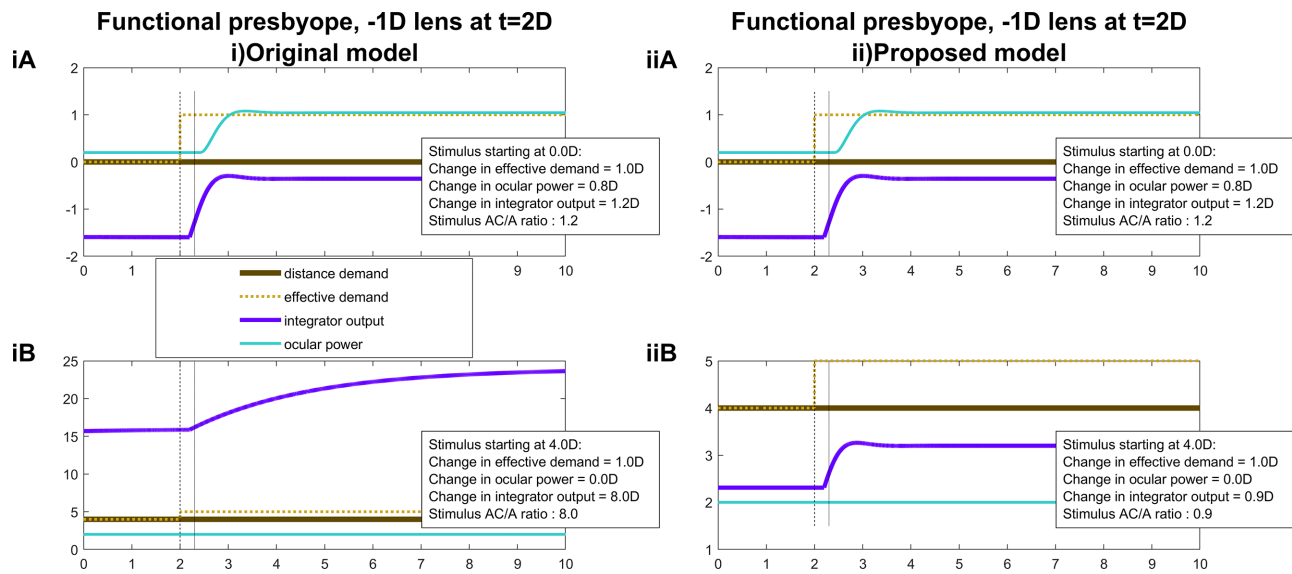 Functional presbyope, -1D lens at t=2D
i)Original model
iA
2
1
0
-1
-2
0
1
2
3
4
5
6
7
8
9
10
Stimulus starting at 0.0D:
Change in effective demand = 1.0D
Change in ocular power = 0.8D
Change in integrator output = 1.2D
Stimulus AC/A ratio : 1.2
distance demand
effective demand
integrator output
ocular power
iB
25
20
15
10
5
0
0
1
2
3
4
5
6
7
8
9
10
Stimulus starting at 4.0D:
Change in effective demand = 1.0D
Change in ocular power = 0.0D
Change in integrator output = 8.0D
Stimulus AC/A ratio : 8.0
Functional presbyope, -1D lens at t=2D
ii)Proposed model
iiA
2
1
0
-1
-2
0
1
2
3
4
5
6
7
8
9
10
Stimulus starting at 0.0D:
Change in effective demand = 1.0D
Change in ocular power = 0.8D
Change in integrator output = 1.2D
Stimulus AC/A ratio : 1.2
iiB
5
4
3
2
1
0
1
2
3
4
5
6
7
8
9
10
Stimulus starting at 4.0D:
Change in effective demand = 1.0D
Change in ocular power = 0.0D
Change in integrator output = 0.9D
Stimulus AC/A ratio : 0.9